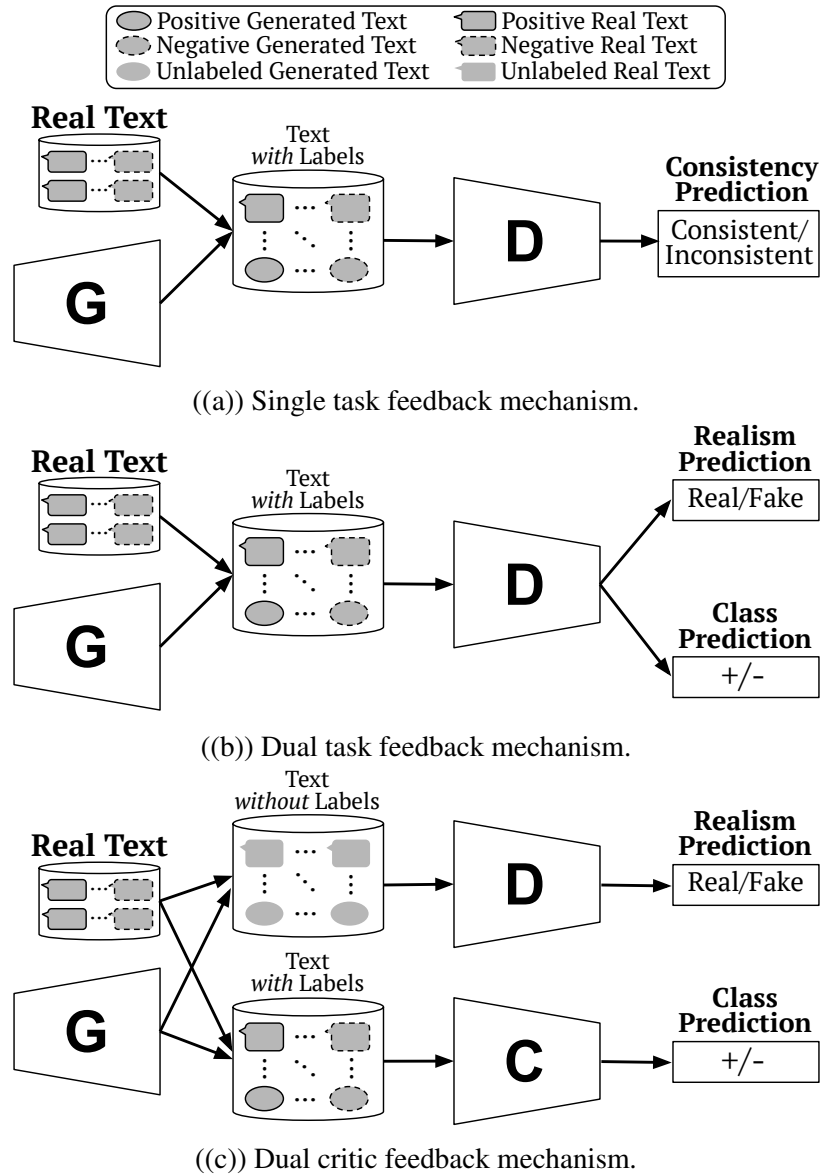 Positive Generated Text Positive Real Text
Negative Generated Text Negative Real Text
Unlabeled Generated Text Unlabeled Real Text
Real Text
Text
with Labels
Consistency
Prediction
G
D
Consistent/
Inconsistent
((a)) Single task feedback mechanism.
Real Text
Text
with Labels
G
D
Realism
Prediction
Real/Fake
Class
Prediction
+/-
((b)) Dual task feedback mechanism.
Real Text
G
Text
without Labels
D
Realism
Prediction
Real/Fake
Text
with Labels
C
Class
Prediction
+/-
((c)) Dual critic feedback mechanism.